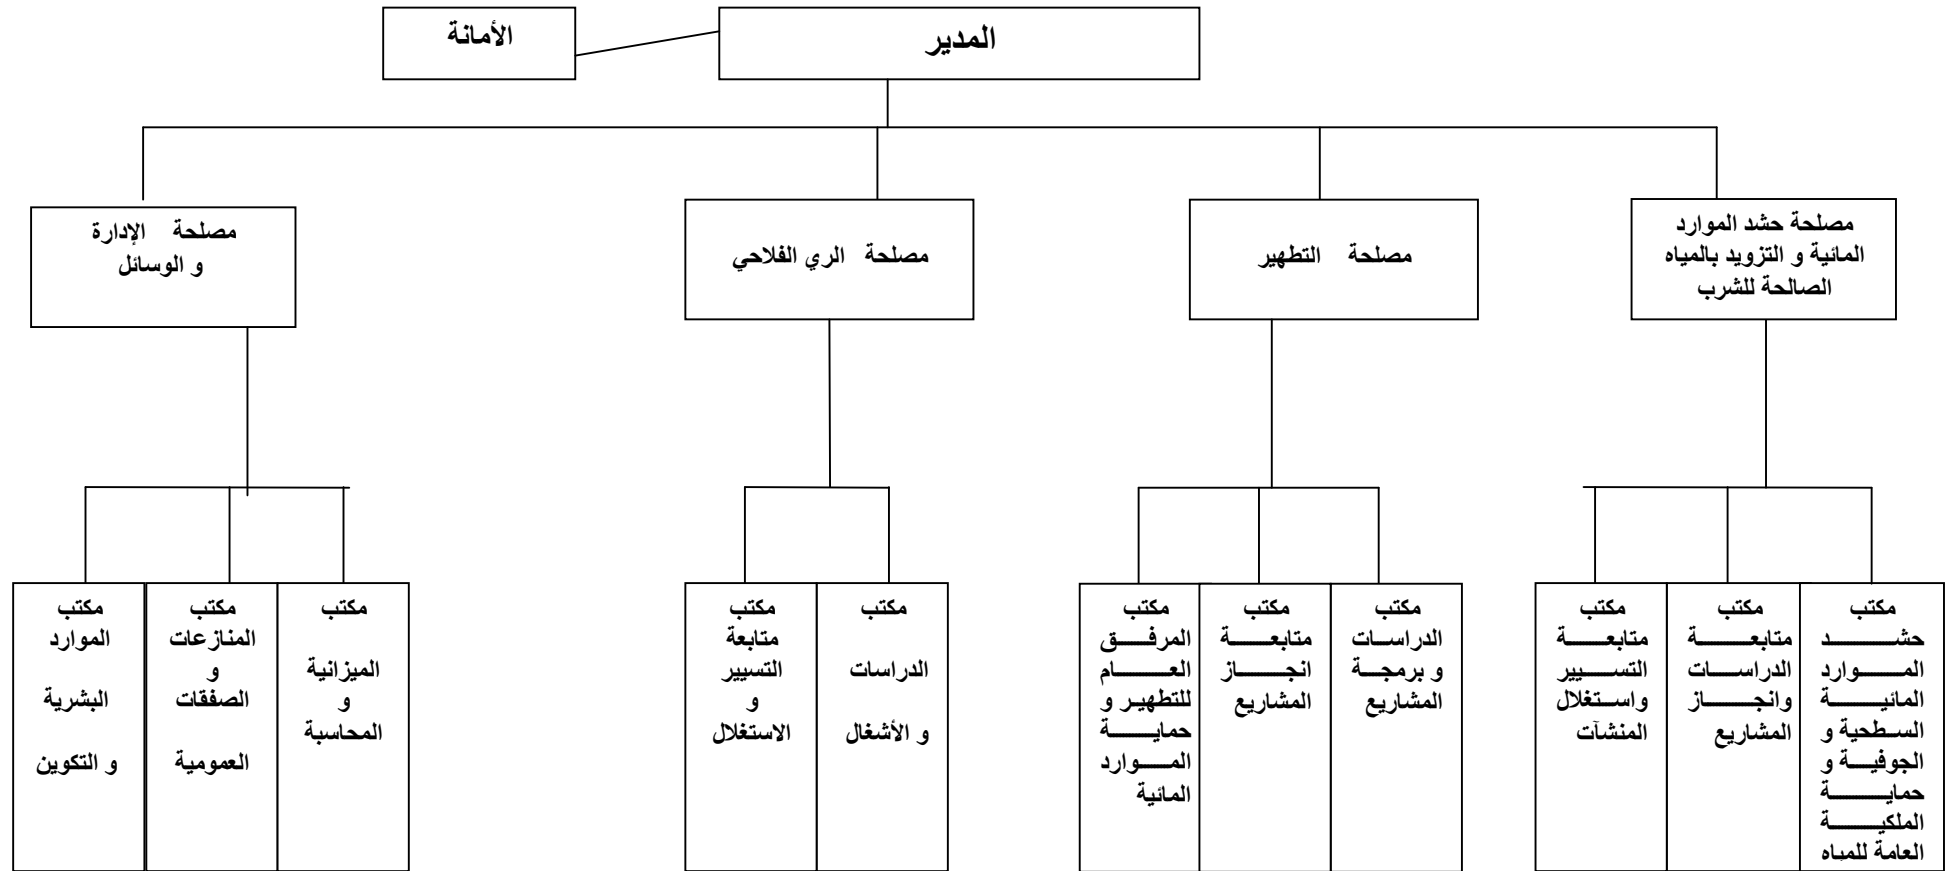 المدير
الأمانة
مصلحة حشد الموارد
المائية و التزويد بالمياه
الصالحة للشرب
مصلحة التطهير
مصلحة الري الفلاحي
مصلحة الإدارة
و الوسائل
مكتب
حشد
الموارد
المائية
السطحية و
الجوفية و
حماية
الملكية
العامة للمياه
مكتب
متابعة
الدراسات
وانجاز
المشاريع
مكتب
متابعة
التسيير
واستغلال
المنشآت
مكتب
الدراسات
و برمجة
المشاريع
مكتب
متابعة
انجاز
المشاريع
مكتب
المرفق
العام
للتطهير و
حماية
الموارد
المائية
مكتب
الدراسات
و الأشغال
مكتب
متابعة
التسيير
و
الاستغلال
مكتب
الميزانية
و
المحاسبة
مكتب
المنازعات
و
الصفقات
العمومية
مكتب
الموارد
البشرية
و التكوين